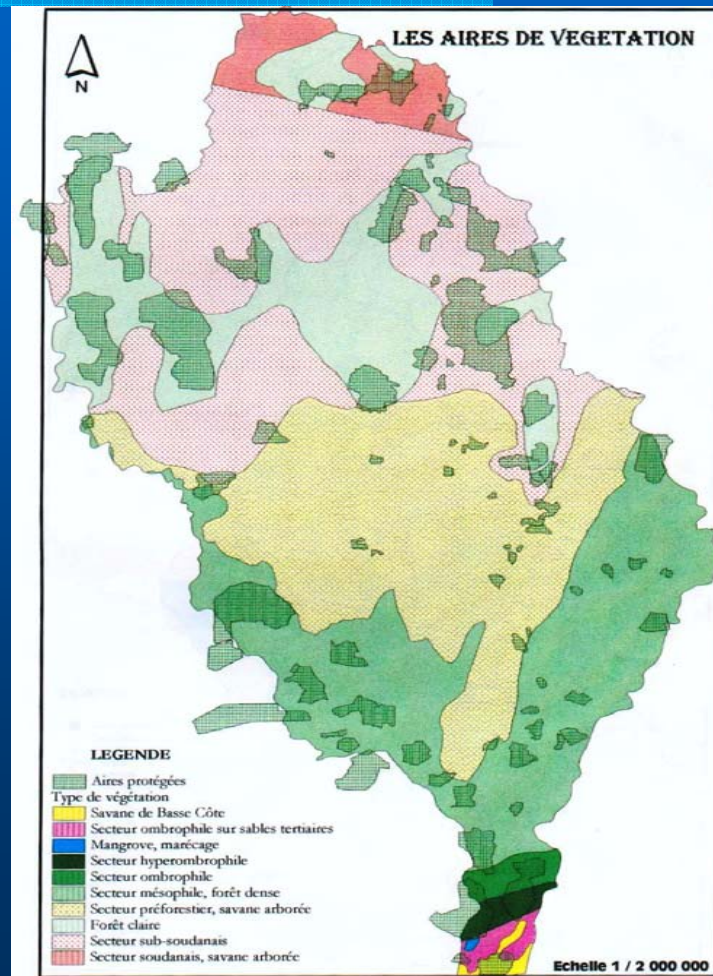 LES AIRES DE VEGETATION
N
LEGENDE
Aires protégées
Type de végétation
Savane de Basse Côte
Secteur ombrophile sur sables tertiaires
Mangrove, marécage
Secteur hyperombrophile
Secteur ombrophile
Secteur mésophile, forêt dense
Secteur préforestier, savane arborée
Forêt claire
Secteur sub-soudanais
Secteur soudanais, savane arborée
Echelle 1 / 2 000 000